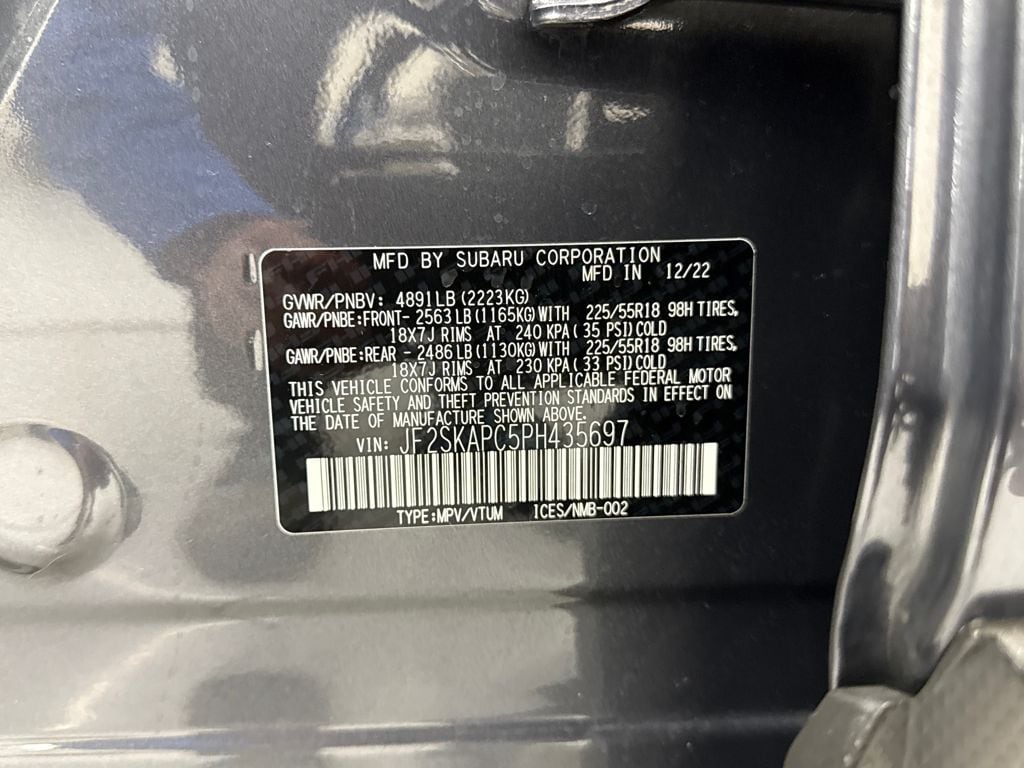 MFD BY SUBARU CORPORATION
MFD IN 12/22
GVWR/PNBV: 4891LB(2223KG)
GAWR/PNBE:FRONT- 2563LB(1165KG)WITH 225/55R18 98H TIRES,
18X7J RIMS AT 240 KPA(35 PSI)COLD
GAWR/PNBE:REAR - 2486LB(1130KG)WITH 225/55R18 98H TIRES,
18X7J RIMS AT 230 KPA(33 PSI)COLD
THIS VEHICLE CONFORMS TO ALL APPLICABLE FEDERAL MOTOR
VEHICLE SAFETY AND THEFT PREVENTION STANDARDS IN EFFECT ON
THE DATE OF MANUFACTURE SHOWN ABOVE.
VIN: JF2SKAPC5PH435697
TYPE:MPV/VTUM ICES/NMB-002